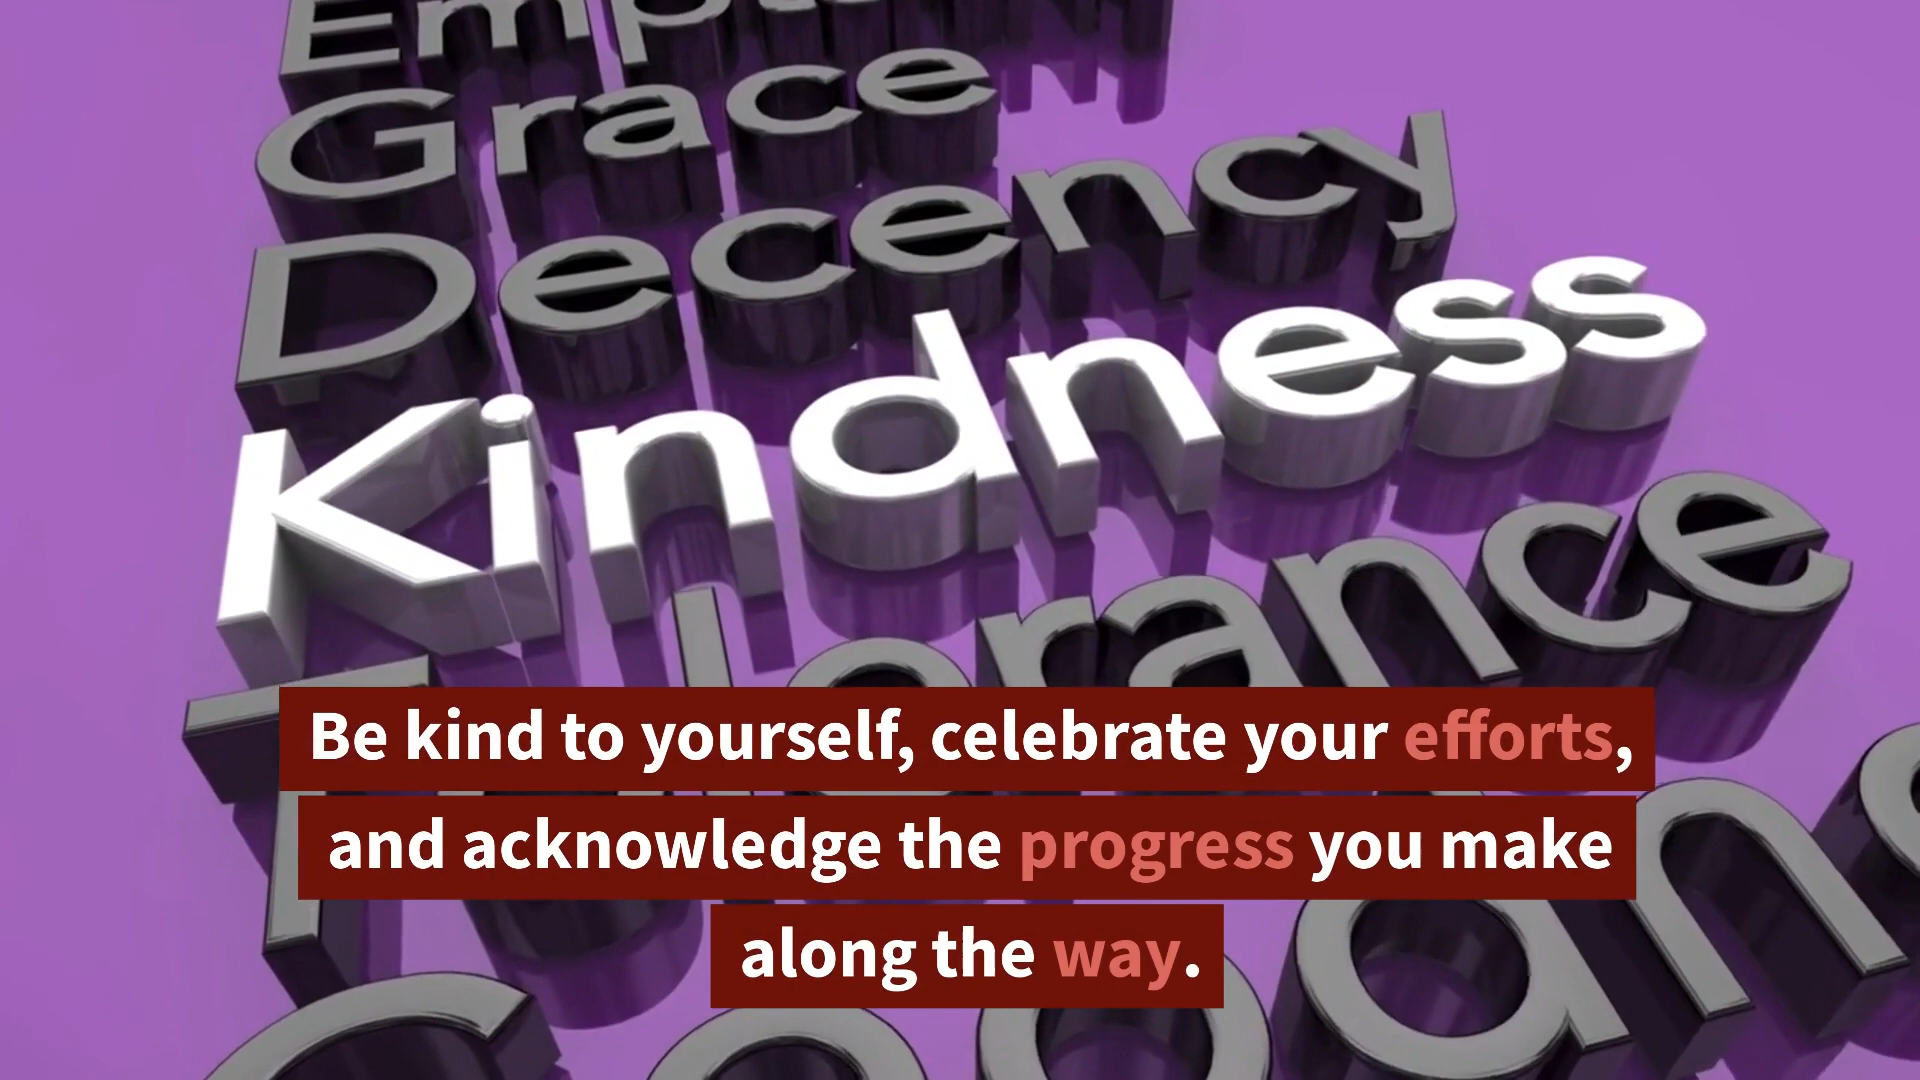 Grace
Decency
Kindness
Tolerance
Be kind to yourself, celebrate your efforts,
and acknowledge the progress you make
along the way.